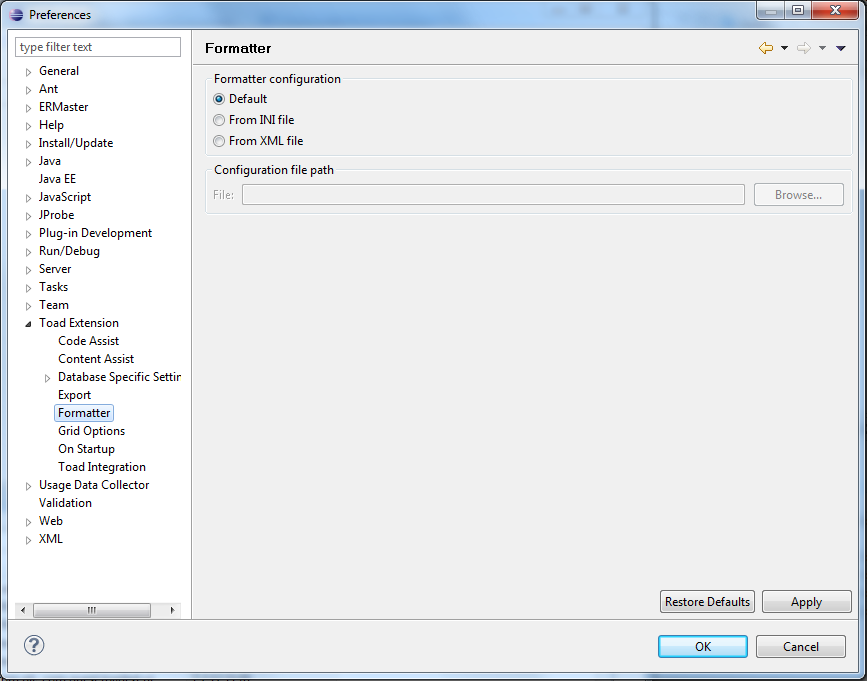 Preferences
type filter text
General
Ant
ERMaster
Help
Install/Update
Java
Java EE
JavaScript
JProbe
Plug-in Development
Run/Debug
Server
Tasks
Team
Toad Extension
Code Assist
Content Assist
Database Specific Settin
Export
Formatter
Grid Options
On Startup
Toad Integration
Usage Data Collector
Validation
Web
XML
Formatter
Formatter configuration
Default
From INI file
From XML file
Configuration file path
File:
Browse...
Restore Defaults
Apply
?
OK
Cancel